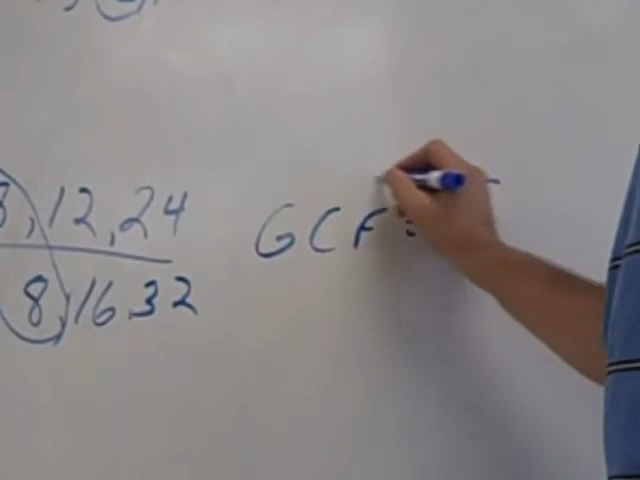 8, 12, 24 GCF =
8, 16, 32